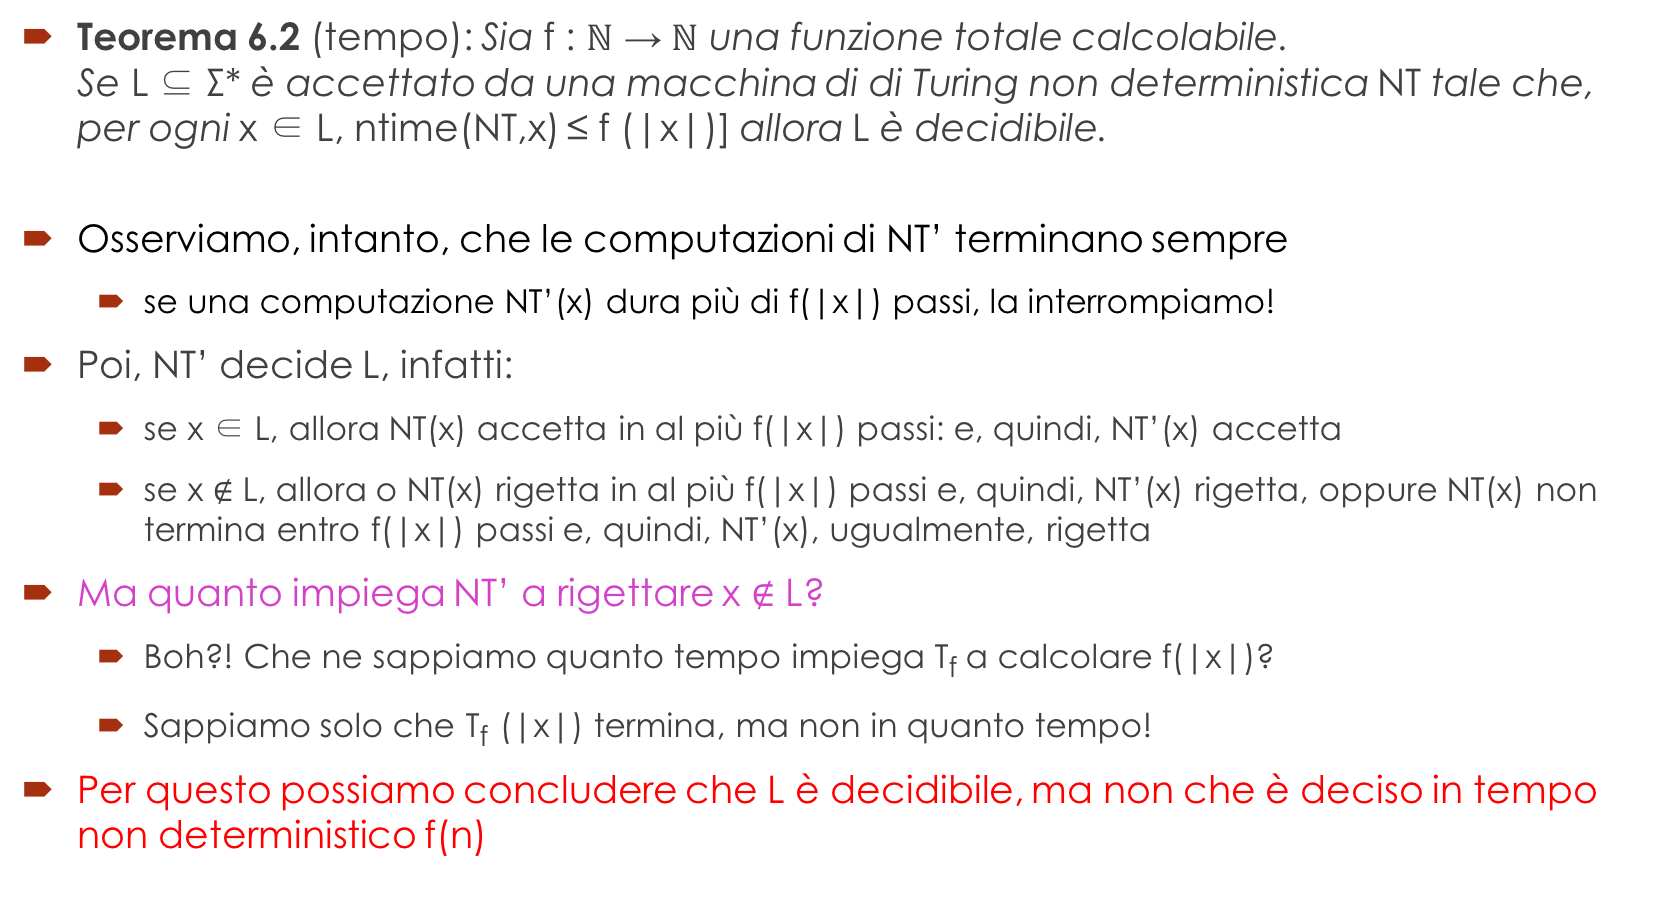 Teorema 6.2 (tempo): Sia f : ℕ → ℕ una funzione totale calcolabile.
Se L ⊆ Σ* è accettato da una macchina di di Turing non deterministica NT tale che,
per ogni x ∈ L, ntime(NT,x) ≤ f (|x|)] allora L è decidibile.
Osserviamo, intanto, che le computazioni di NT’ terminano sempre
se una computazione NT’(x) dura più di f(|x|) passi, la interrompiamo!
Poi, NT’ decide L, infatti:
se x ∈ L, allora NT(x) accetta in al più f(|x|) passi: e, quindi, NT’(x) accetta
se x ∉ L, allora o NT(x) rigetta in al più f(|x|) passi e, quindi, NT’(x) rigetta, oppure NT(x) non
termina entro f(|x|) passi e, quindi, NT’(x), ugualmente, rigetta
Ma quanto impiega NT’ a rigettare x ∉ L?
Boh?! Che ne sappiamo quanto tempo impiega Tf a calcolare f(|x|)?
Sappiamo solo che Tf (|x|) termina, ma non in quanto tempo!
Per questo possiamo concludere che L è decidibile, ma non che è deciso in tempo
non deterministico f(n)